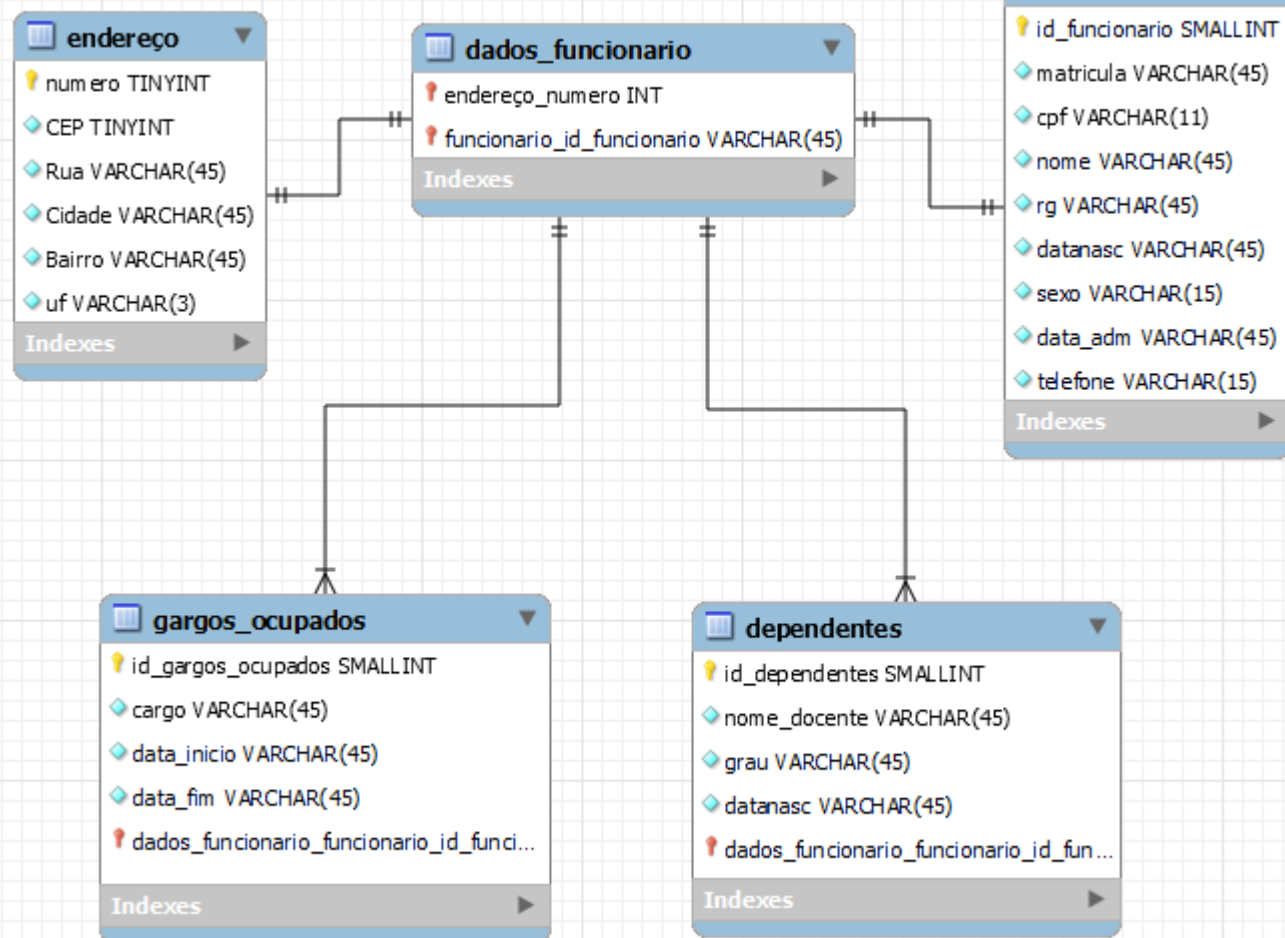 endereço
numero TINYINT
CEP TINYINT
Rua VARCHAR(45)
Cidade VARCHAR(45)
Bairro VARCHAR(45)
uf VARCHAR(3)
Indexes
dados_funcionario
endereço_numero INT
funcionario_id_funcionario VARCHAR(45)
Indexes
id_funcionario SMALLINT
matricula VARCHAR(45)
cpf VARCHAR(11)
nome VARCHAR(45)
rg VARCHAR(45)
datanasc VARCHAR(45)
sexo VARCHAR(15)
data_adm VARCHAR(45)
telefone VARCHAR(15)
Indexes
gargos_ocupados
id_gargos_ocupados SMALLINT
cargo VARCHAR(45)
data_inicio VARCHAR(45)
data_fim VARCHAR(45)
dados_funcionario_funcionario_id_funci...
Indexes
dependentes
id_dependentes SMALLINT
nome_docente VARCHAR(45)
grau VARCHAR(45)
datanasc VARCHAR(45)
dados_funcionario_funcionario_id_fun...
Indexes